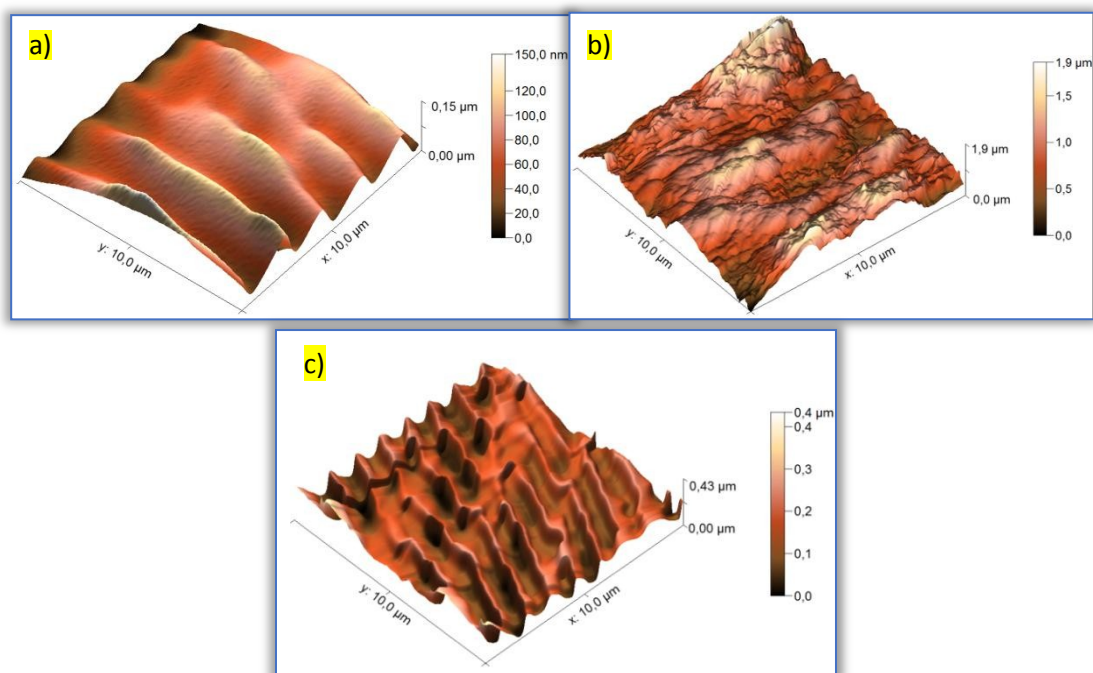 a)
150,0 nm
120,0
100,0
80,0
60,0
40,0
20,0
0,0
0,15 µm
0,00 µm
y: 10,0 µm
x: 10,0 µm
b)
1,9 µm
1,5
1,0
0,5
0,0
1,9 µm
0,0 µm
y: 10,0 µm
x: 10,0 µm
c)
0,4 µm
0,4
0,3
0,2
0,1
0,0
0,43 µm
0,00 µm
y: 10,0 µm
x: 10,0 µm